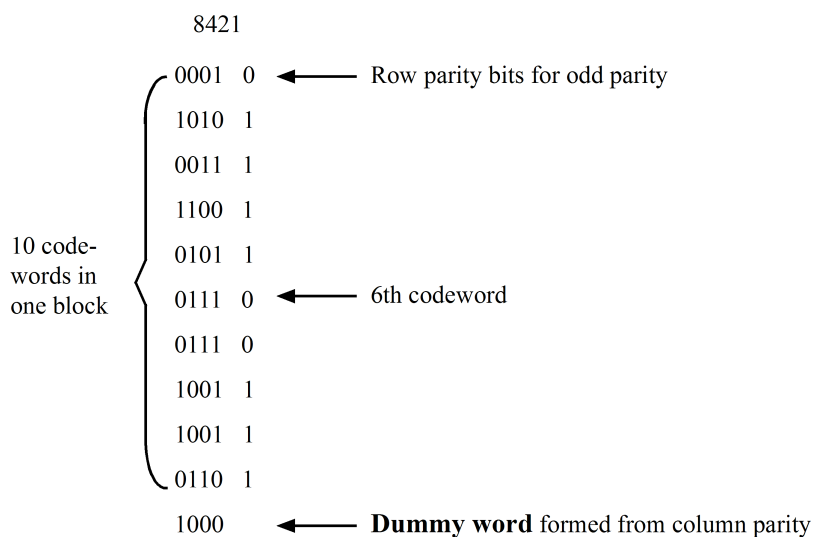 8421
0001 0 Row parity bits for odd parity
1010 1
0011 1
1100 1
0101 1
10 code-
words in
one block
0111 0 6th codeword
0111 0
1001 1
1001 1
0110 1
1000 Dummy word formed from column parity